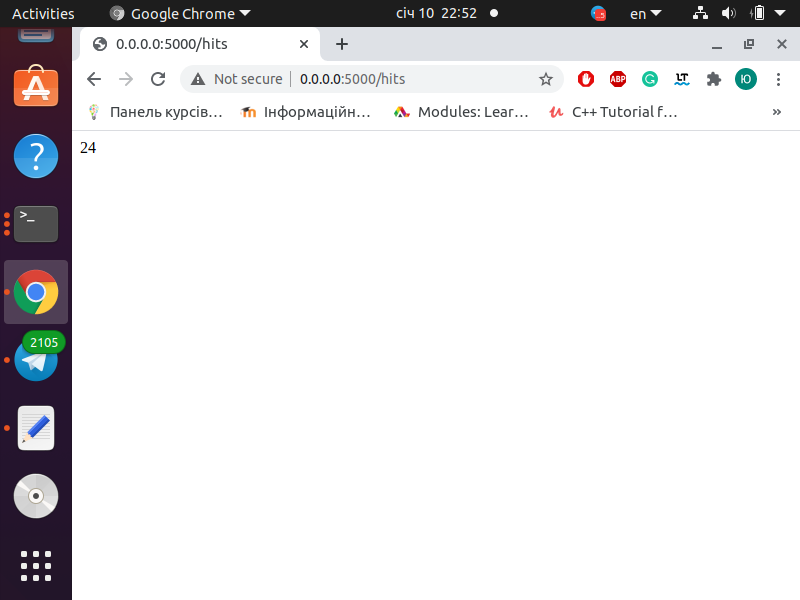 Activities Google Chrome січ 10 22:52 en
0.0.0.0:5000/hits
Not secure 0.0.0.0:5000/hits
ABP LT Ю
Панель курсів… Інформаційн… Modules: Lear… C++ Tutorial f… »
24
>_
2105